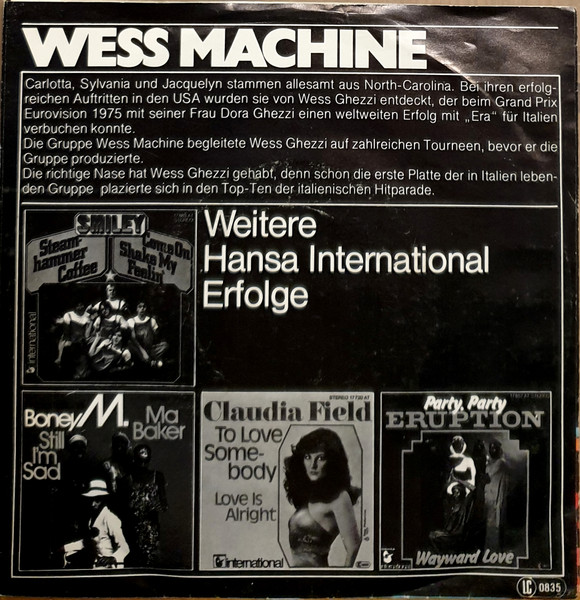 WESS MACHINE
Carlotta, Sylvania und Jacquelyn stammen allesamt aus North-Carolina. Bei ihren erfolg-
reichen Auftritten in den USA wurden sie von Wess Ghezzi entdeckt, der beim Grand Prix
Eurovision 1975 mit seiner Frau Dora Ghezzi einen weltweiten Erfolg mit „Era“ für Italien
verbuchen konnte.
Die Gruppe Wess Machine begleitete Wess Ghezzi auf zahlreichen Tourneen, bevor er die
Gruppe produzierte.
Die richtige Nase hat Wess Ghezzi gehabt, denn schon die erste Platte der in Italien leben-
den Gruppe plazierte sich in den Top-Ten der italienischen Hitparade.
SMILEY
Steam-
hammer
Coffee
Come On
Shake My
Feelin'
international
Weitere
Hansa International
Erfolge
Boney M.
Ma
Baker
Still
I'm
Sad
STEREO 17 730 AT
Claudia Field
To Love
Some-
body
Love Is
Alright
international
Party, Party
ERUPTION
Wayward Love
LC 0835